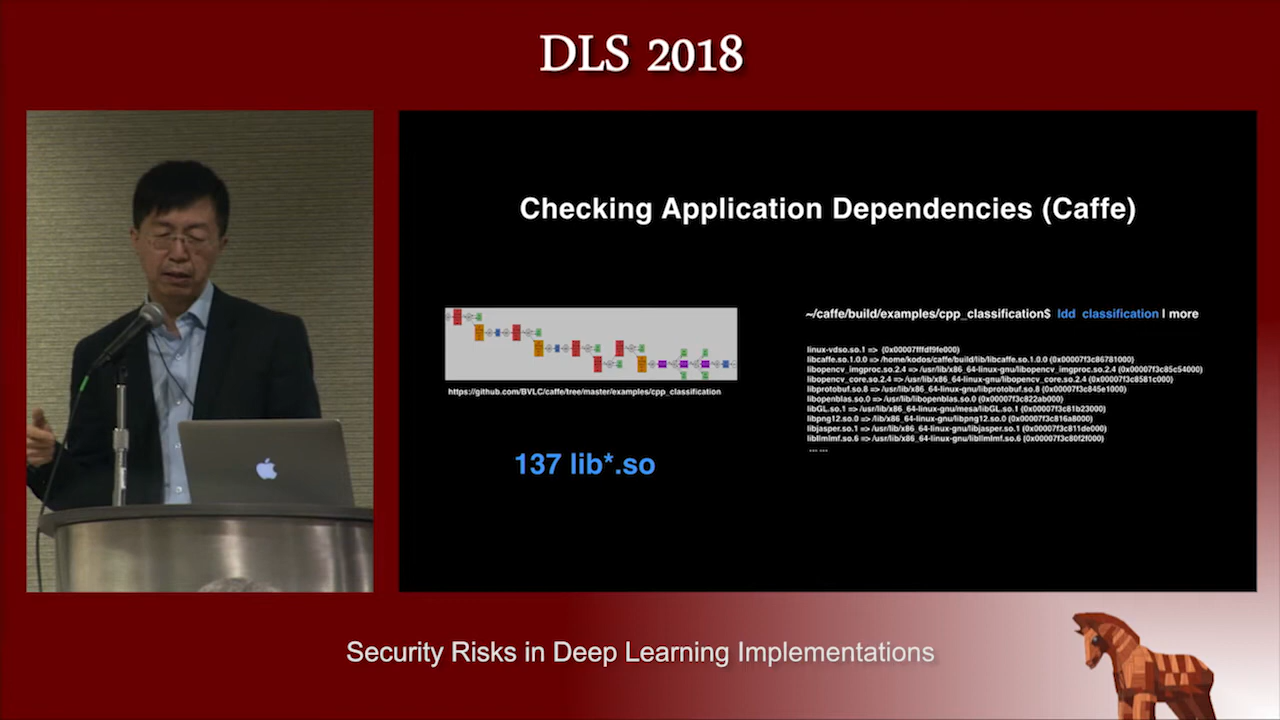 DLS 2018
Checking Application Dependencies (Caffe)
~/caffe/build/examples/cpp_classification$ ldd classification | more
https://github.com/BVLC/caffe/tree/master/examples/cpp_classification
137 lib*.so
linux-vdso.so.1 => (0x00007fffdf9fe000)
libcaffe.so.1.0.0 => /home/kodos/caffe/build/lib/libcaffe.so.1.0.0 (0x00007f3c86781000)
libopencv_imgproc.so.2.4 => /usr/lib/x86_64-linux-gnu/libopencv_imgproc.so.2.4 (0x00007f3c85c54000)
libopencv_core.so.2.4 => /usr/lib/x86_64-linux-gnu/libopencv_core.so.2.4 (0x00007f3c8581c000)
libprotobuf.so.8 => /usr/lib/x86_64-linux-gnu/libprotobuf.so.8 (0x00007f3c845e1000)
libopenblas.so.0 => /usr/lib/libopenblas.so.0 (0x00007f3c822ab000)
libGL.so.1 => /usr/lib/x86_64-linux-gnu/mesa/libGL.so.1 (0x00007f3c81b23000)
libpng12.so.0 => /lib/x86_64-linux-gnu/libpng12.so.0 (0x00007f3c816a8000)
libjasper.so.1 => /usr/lib/x86_64-linux-gnu/libjasper.so.1 (0x00007f3c811de000)
libIlmImf.so.6 => /usr/lib/x86_64-linux-gnu/libIlmImf.so.6 (0x00007f3c80f2f000)
... ...
Security Risks in Deep Learning Implementations